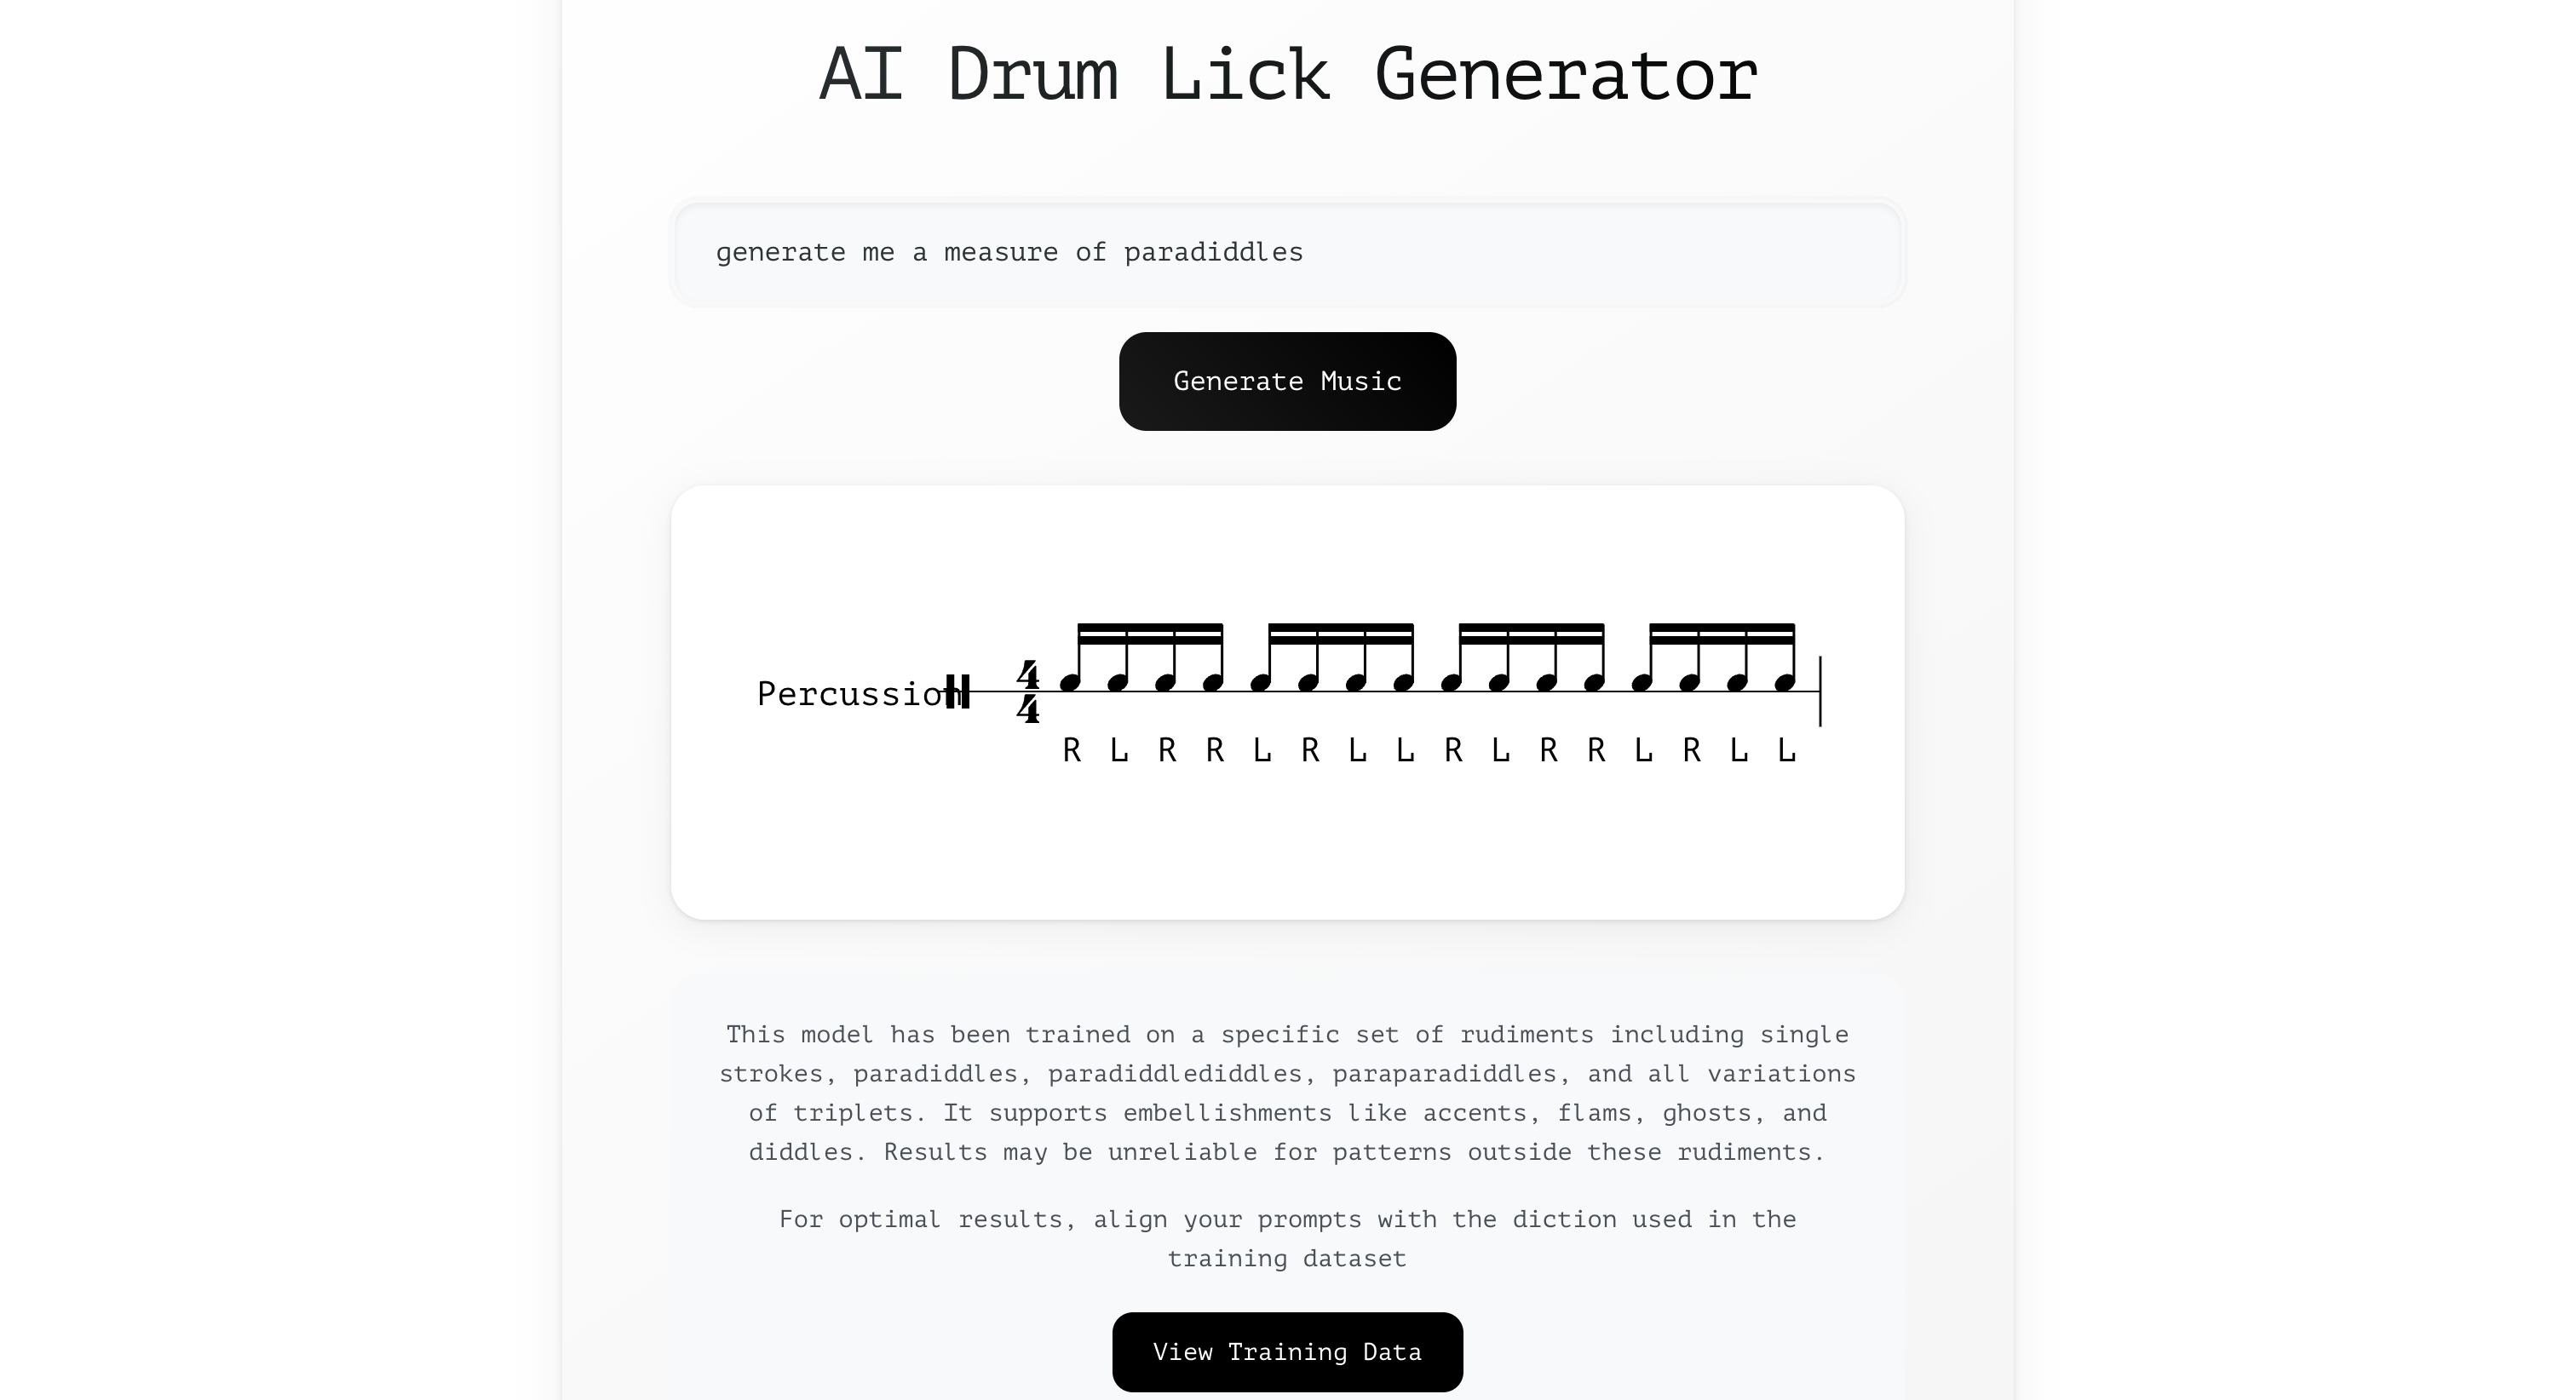 AI Drum Lick Generator
generate me a measure of paradiddles
Generate Music
Percussion
4
4
R L R R L R L L R L R R L R L L
This model has been trained on a specific set of rudiments including single
strokes, paradiddles, paradiddlediddles, paraparadiddles, and all variations
of triplets. It supports embellishments like accents, flams, ghosts, and
diddles. Results may be unreliable for patterns outside these rudiments.
For optimal results, align your prompts with the diction used in the
training dataset
View Training Data